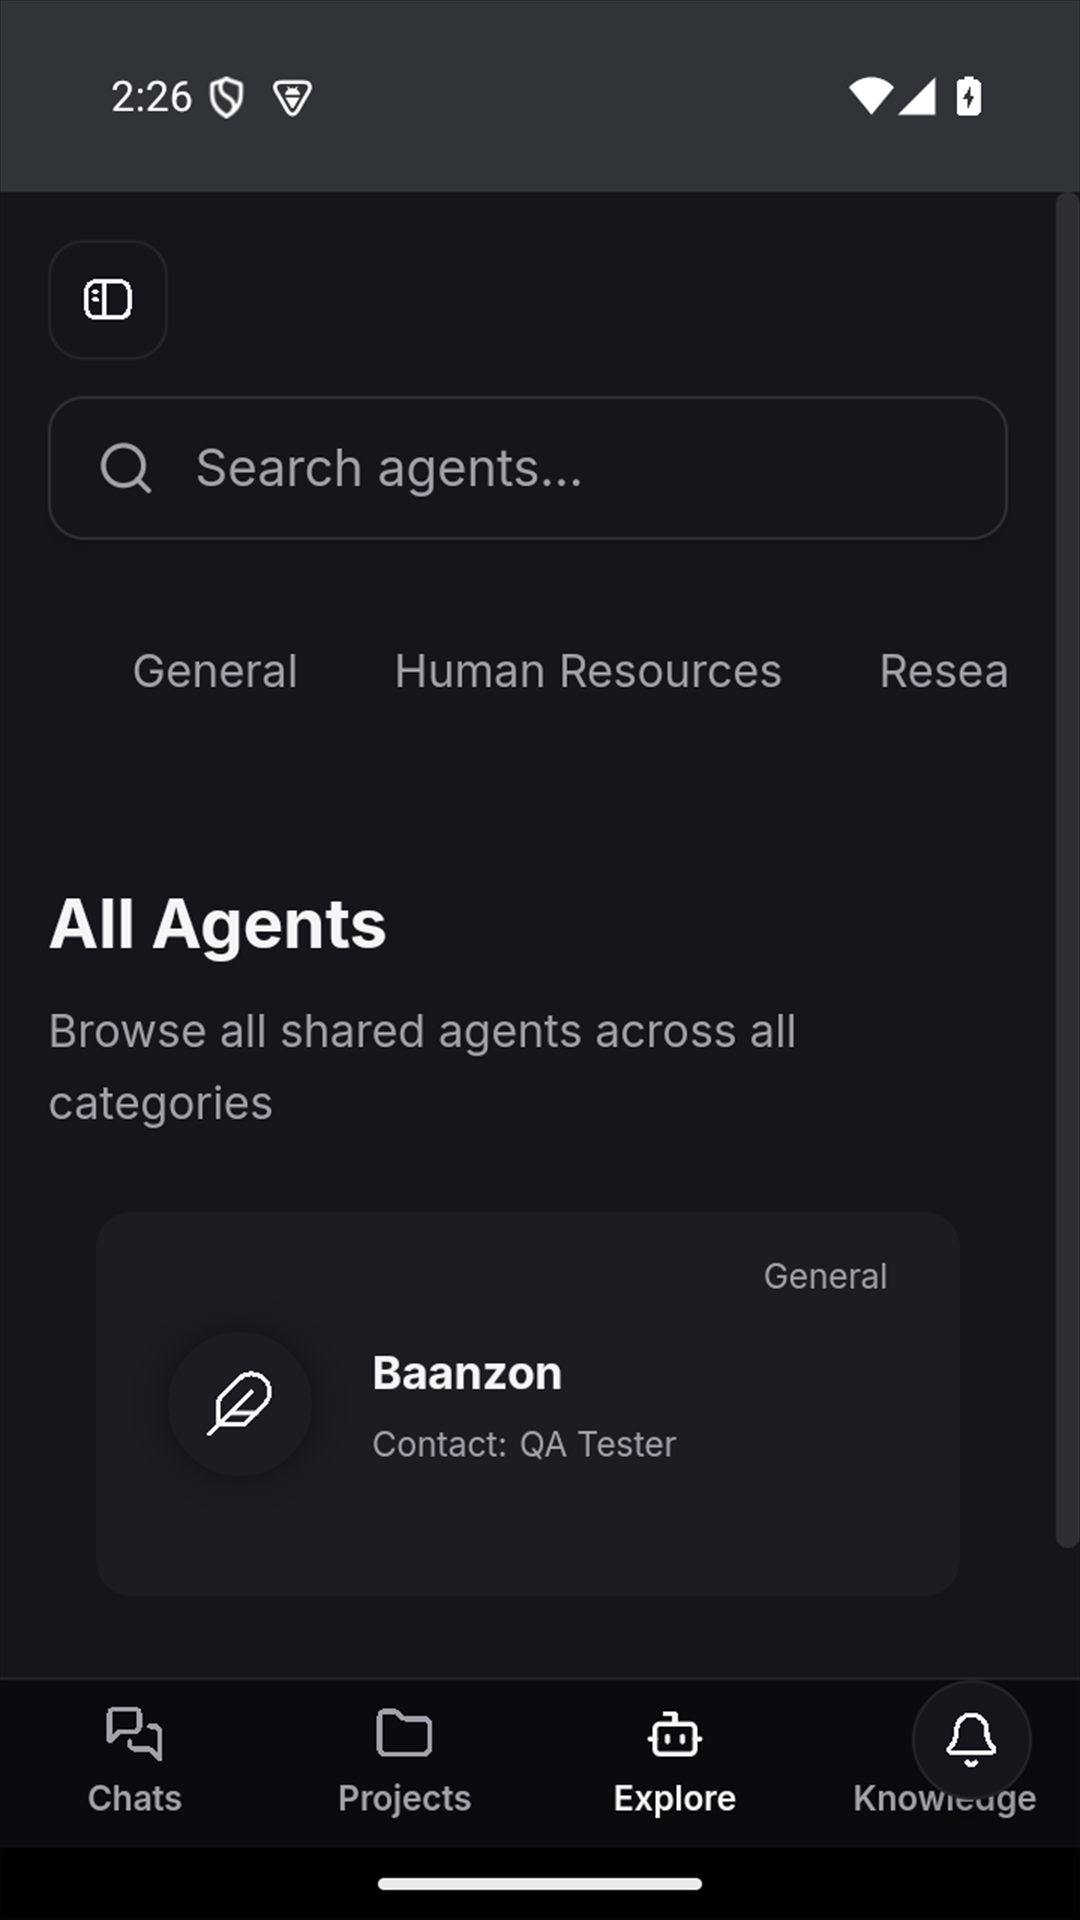 2:26
Search agents...
General
Human Resources
Resea
All Agents
Browse all shared agents across all
categories
General
Baanzon
Contact: QA Tester
Chats
Projects
Explore
Knowledge